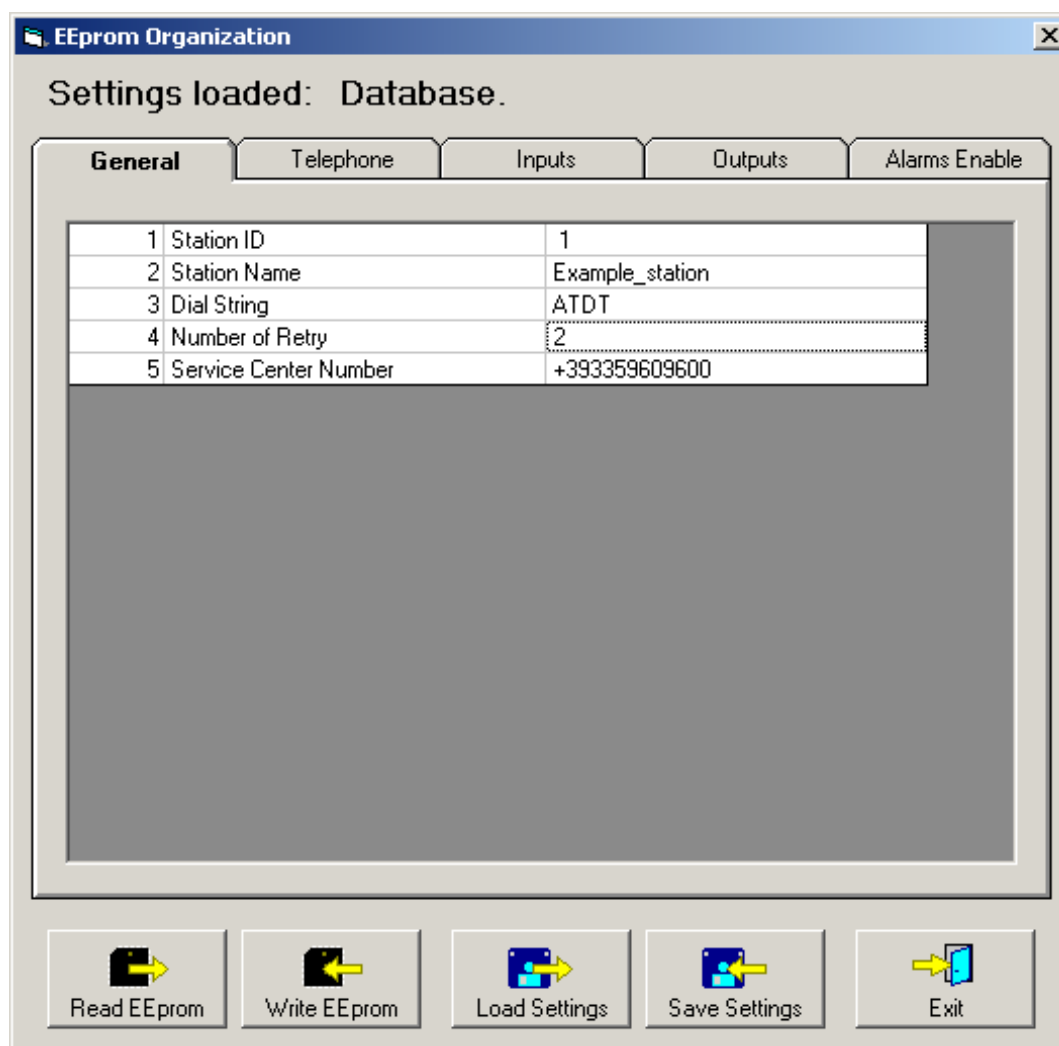 EEprom Organization
Settings loaded: Database.
General Telephone Inputs Outputs Alarms Enable
1 Station ID 1
2 Station Name Example_station
3 Dial String ATDT
4 Number of Retry 2
5 Service Center Number +393359609600
Read EEprom Write EEprom Load Settings Save Settings Exit